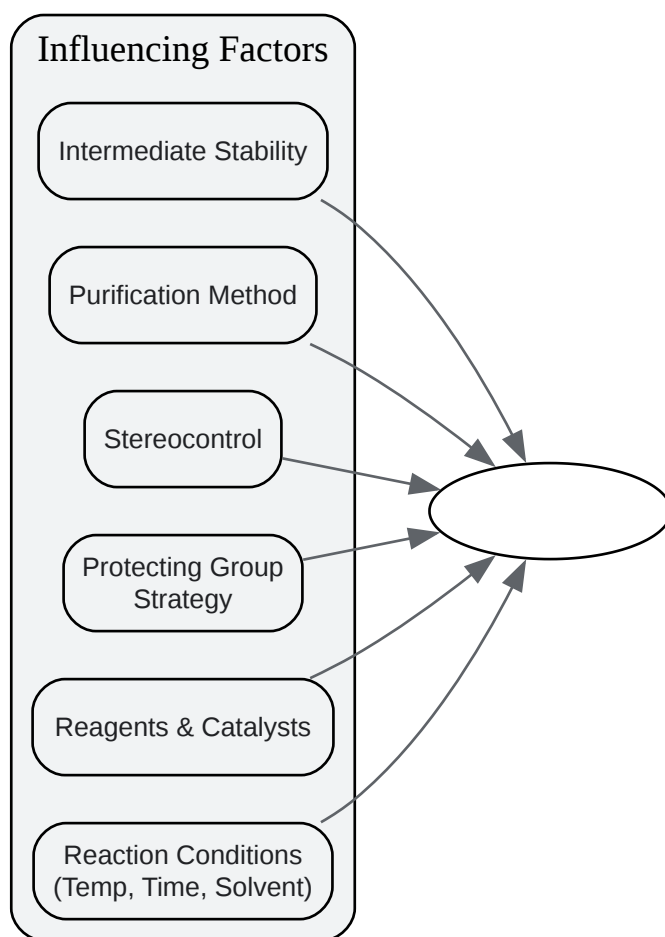 Influencing Factors
Intermediate Stability
Purification Method
Stereocontrol
Protecting Group
Strategy
Reagents & Catalysts
Reaction Conditions
(Temp, Time, Solvent)